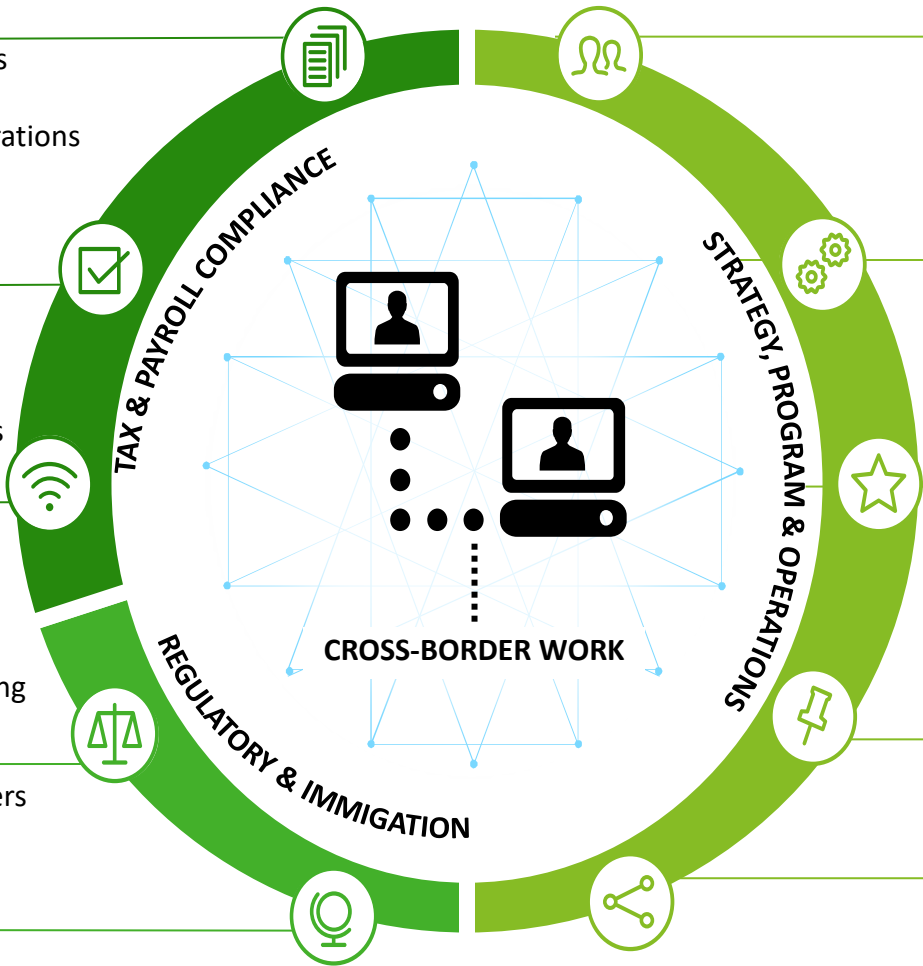 s
rations
TAX & PAYROLL COMPLIANCE
STRATEGY, PROGRAM & OPERATIONS
s
CROSS-BORDER WORK
ng
REGULATORY & IMMIGATION
ers